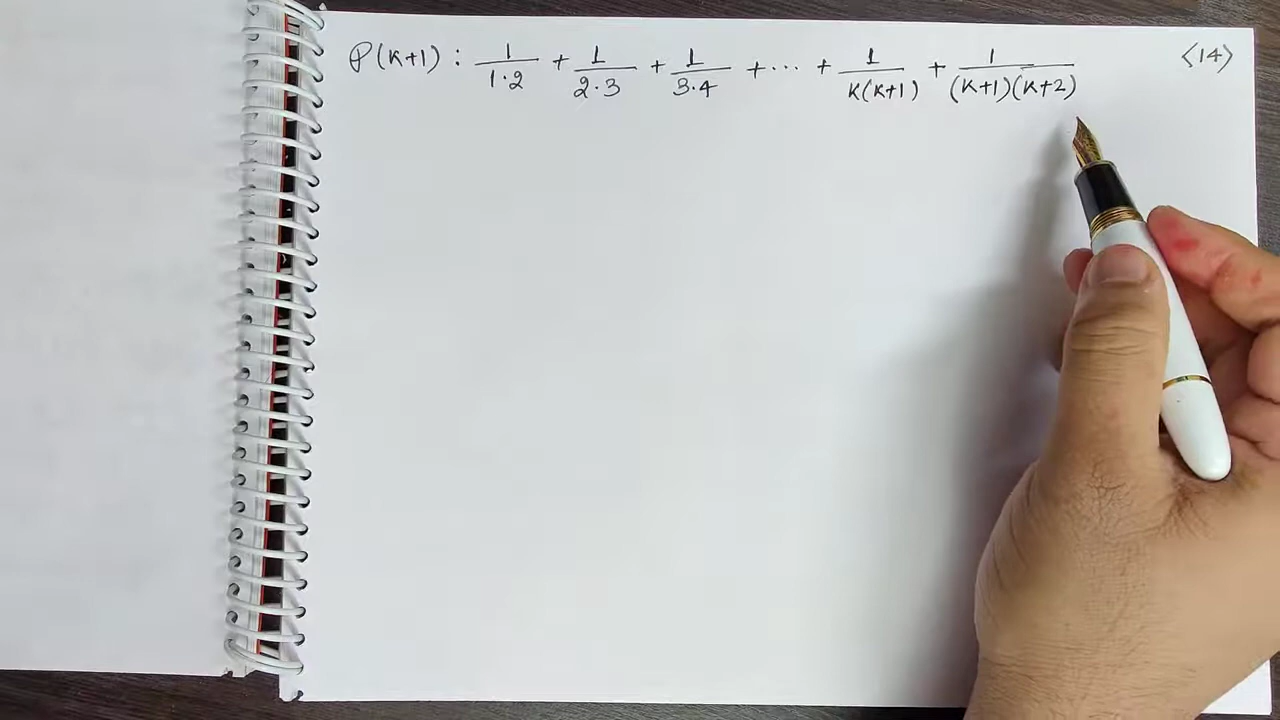 P(K+1) : 1/1·2 + 1/2·3 + 1/3·4 + ··· + 1/K(K+1) + 1/(K+1)(K+2) <14>